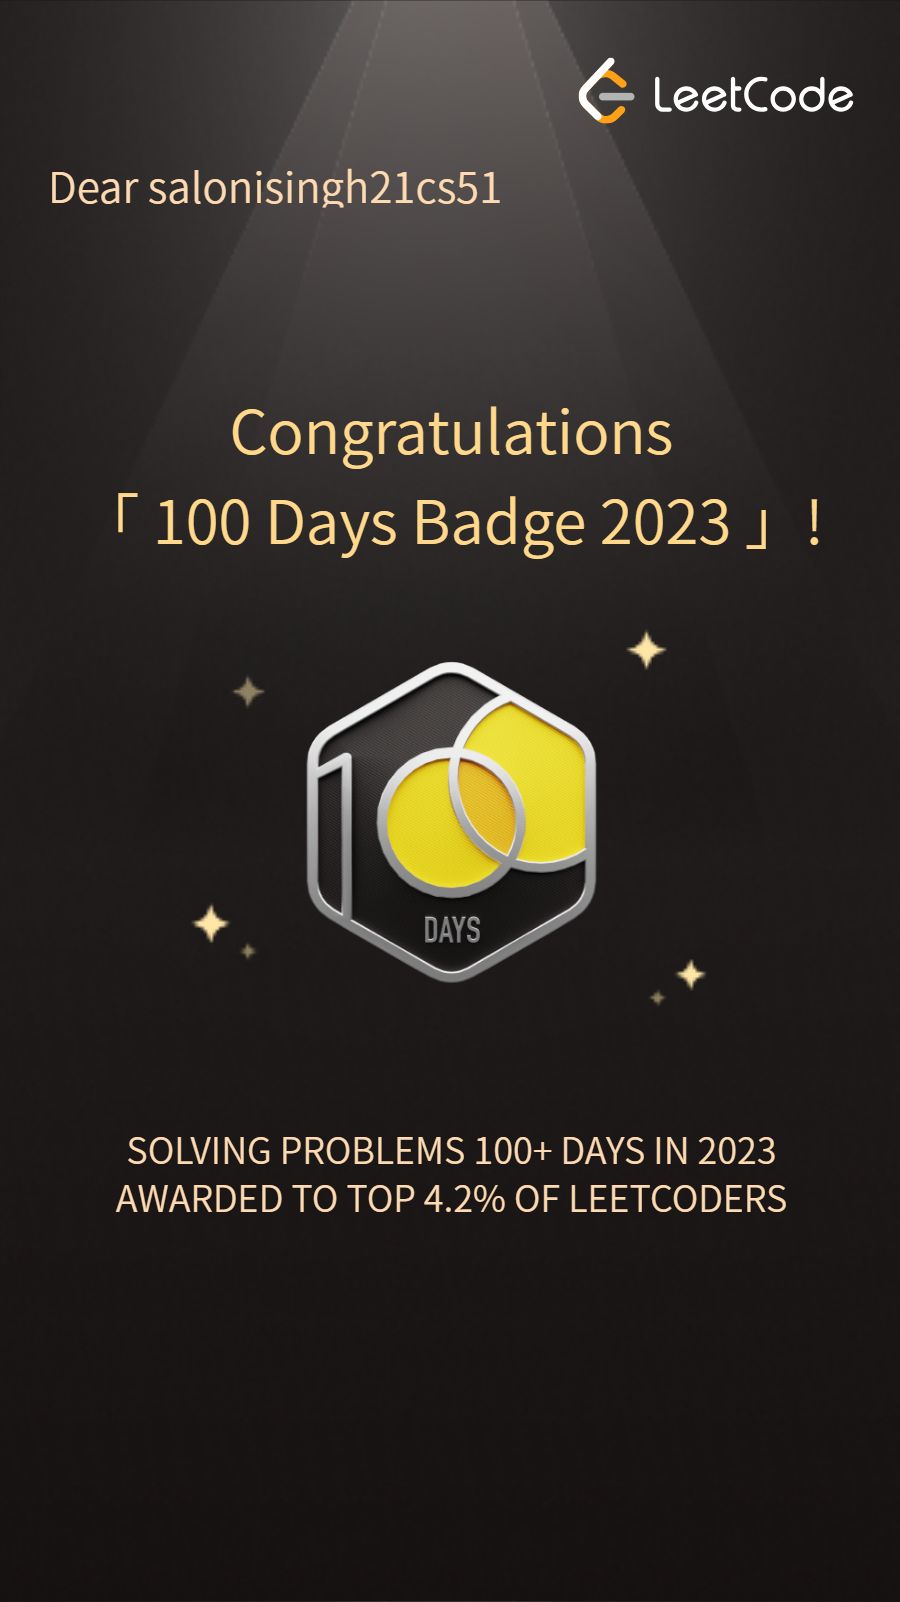 LeetCode
Dear salonisingh21cs51
Congratulations
「 100 Days Badge 2023 」!
100
DAYS
SOLVING PROBLEMS 100+ DAYS IN 2023
AWARDED TO TOP 4.2% OF LEETCODERS